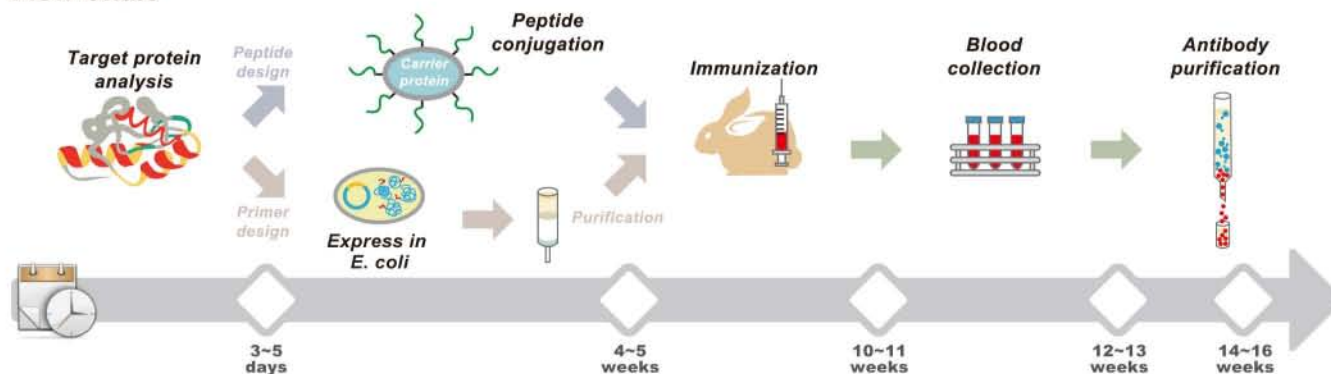 Target protein
analysis
Peptide
design
Primer
design
Carrier
protein
Peptide
conjugation
Express in
E. coli
Purification
Immunization
Blood
collection
Antibody
purification
3~5
days
4~5
weeks
10~11
weeks
12~13
weeks
14~16
weeks